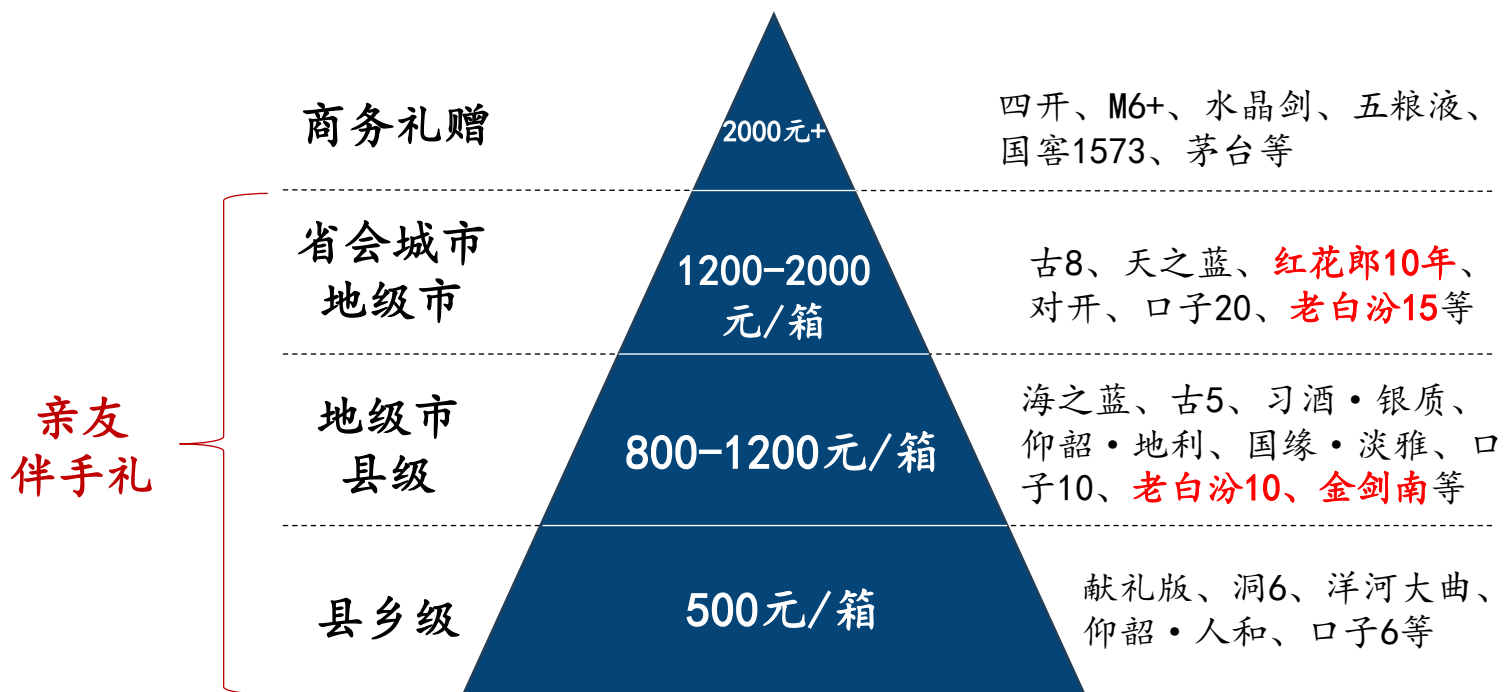 商务礼赠
2000元+
四开、M6+、水晶剑、五粮液、
国窖1573、茅台等
省会城市
地级市
1200-2000
元/箱
古8、天之蓝、红花郎10年、
对开、口子20、老白汾15等
亲友
伴手礼
地级市
县级
800-1200元/箱
海之蓝、古5、习酒·银质、
仰韶·地利、国缘·淡雅、口
子10、老白汾10、金剑南等
县乡级
500元/箱
献礼版、洞6、洋河大曲、
仰韶·人和、口子6等